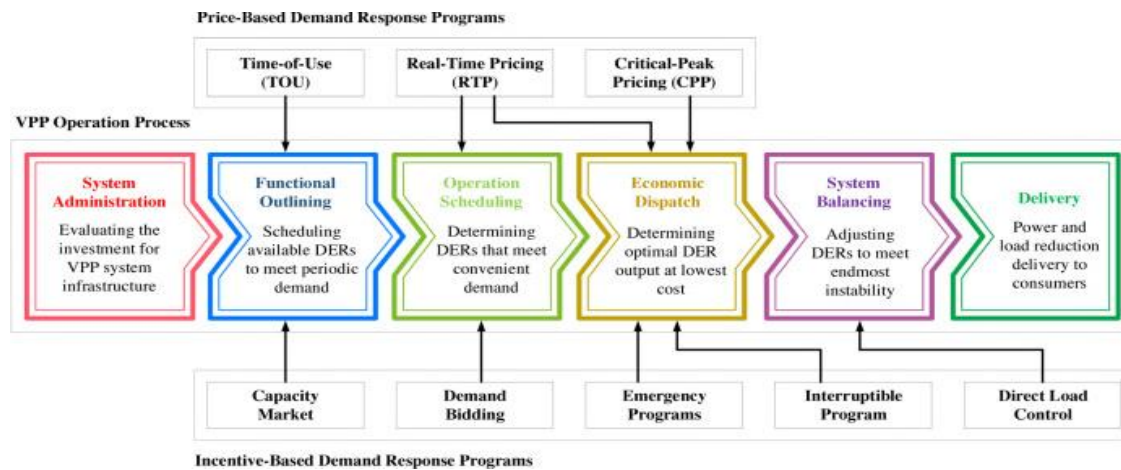 Price-Based Demand Response Programs
Time-of-Use
(TOU)
Real-Time Pricing
(RTP)
Critical-Peak
Pricing (CPP)
VPP Operation Process
System
Administration
Evaluating the
investment for
VPP system
infrastructure
Functional
Outlining
Scheduling
available DERs
to meet periodic
demand
Operation
Scheduling
Determining
DERs that meet
convenient
demand
Economic
Dispatch
Determining
optimal DER
output at lowest
cost
System
Balancing
Adjusting
DERs to meet
endmost
instability
Delivery
Power and
load reduction
delivery to
consumers
Capacity
Market
Demand
Bidding
Emergency
Programs
Interruptible
Program
Direct Load
Control
Incentive-Based Demand Response Programs